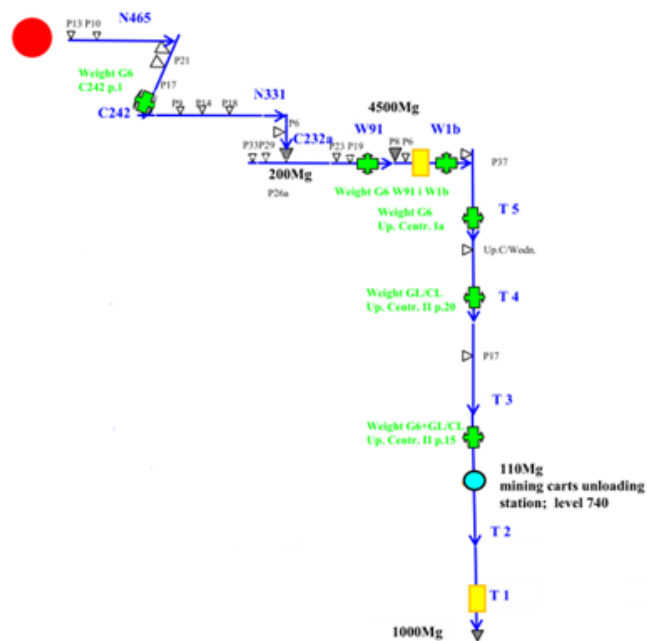 P13 P10
N465
P21
Weight G6
C242 p.1
P17
C242
P9 P14 P18
N331
P6
C232a
4500Mg
W91
W1b
P33 P29
P23 P19
P8 P6
P37
200Mg
P26a
Weight G6 W91 i W1b
T 5
Weight G6
Up. Centr. Ia
Up.C/Wodn.
Weight GL/CL
Up. Centr. II p.20
T 4
P17
T 3
Weight G6+GL/CL
Up. Centr. II p.15
110Mg
mining carts unloading
station; level 740
T 2
T 1
1000Mg